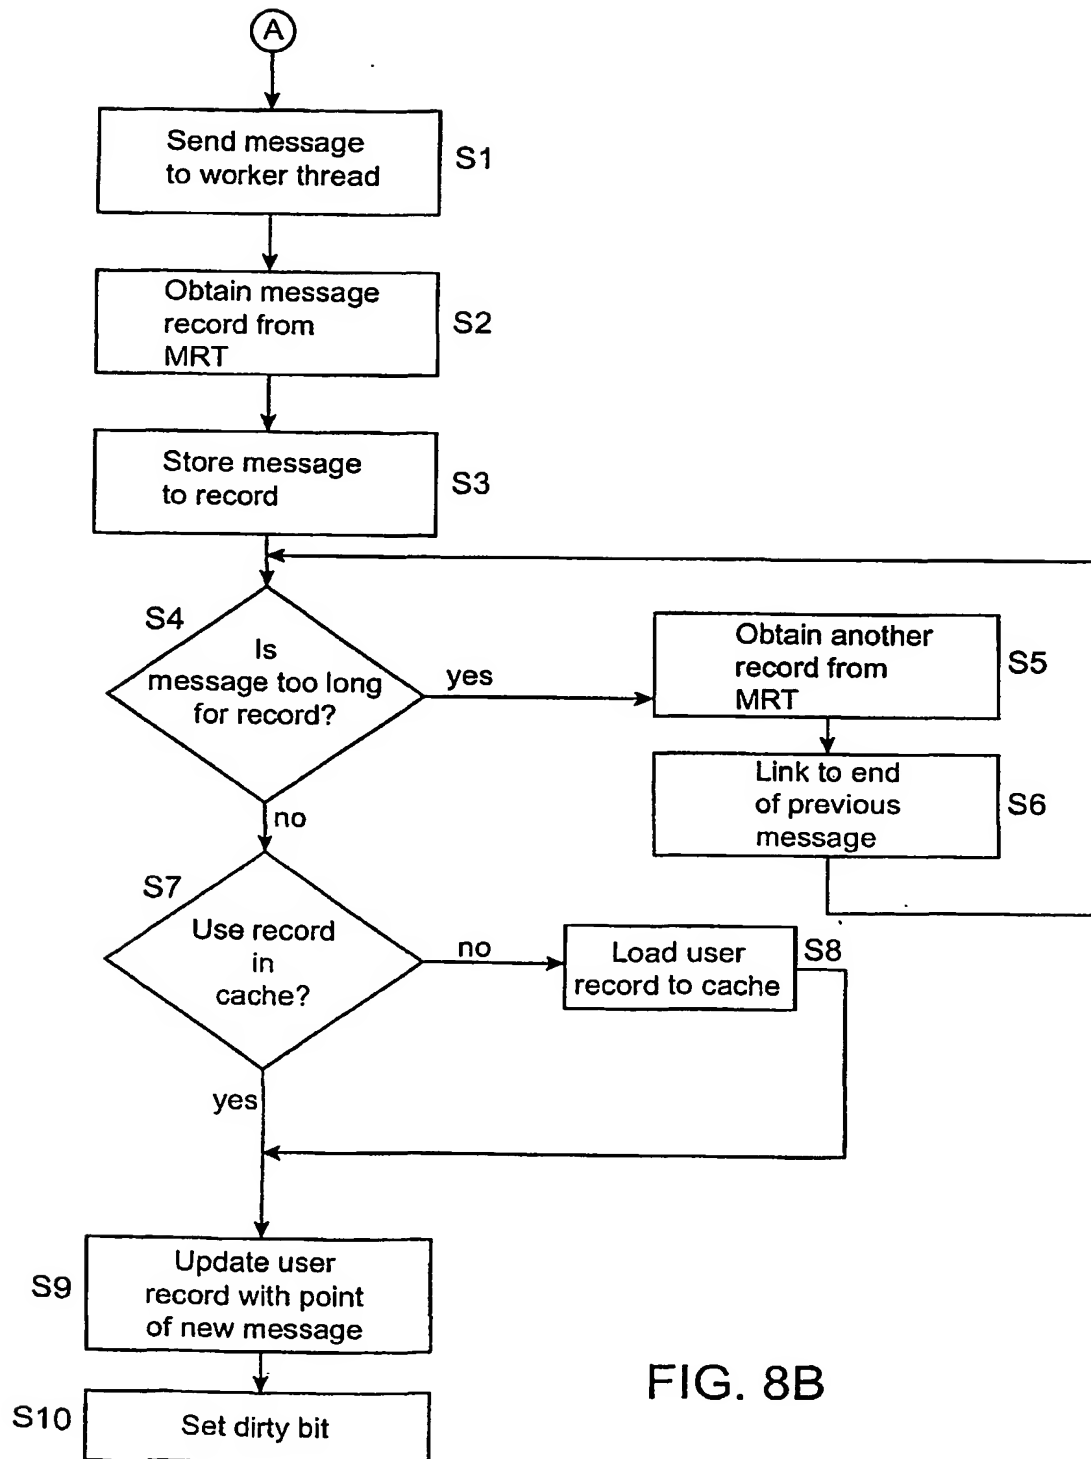 A
Send message
to worker thread
S1
Obtain message
record from
MRT
S2
Store message
to record
S3
S4
Is
message too long
for record?
yes
Obtain another
record from
MRT
S5
Link to end
of previous
message
S6
no
S7
Use record
in
cache?
no
Load user
record to cache
S8
yes
S9
Update user
record with point
of new message
S10
Set dirty bit
FIG. 8B